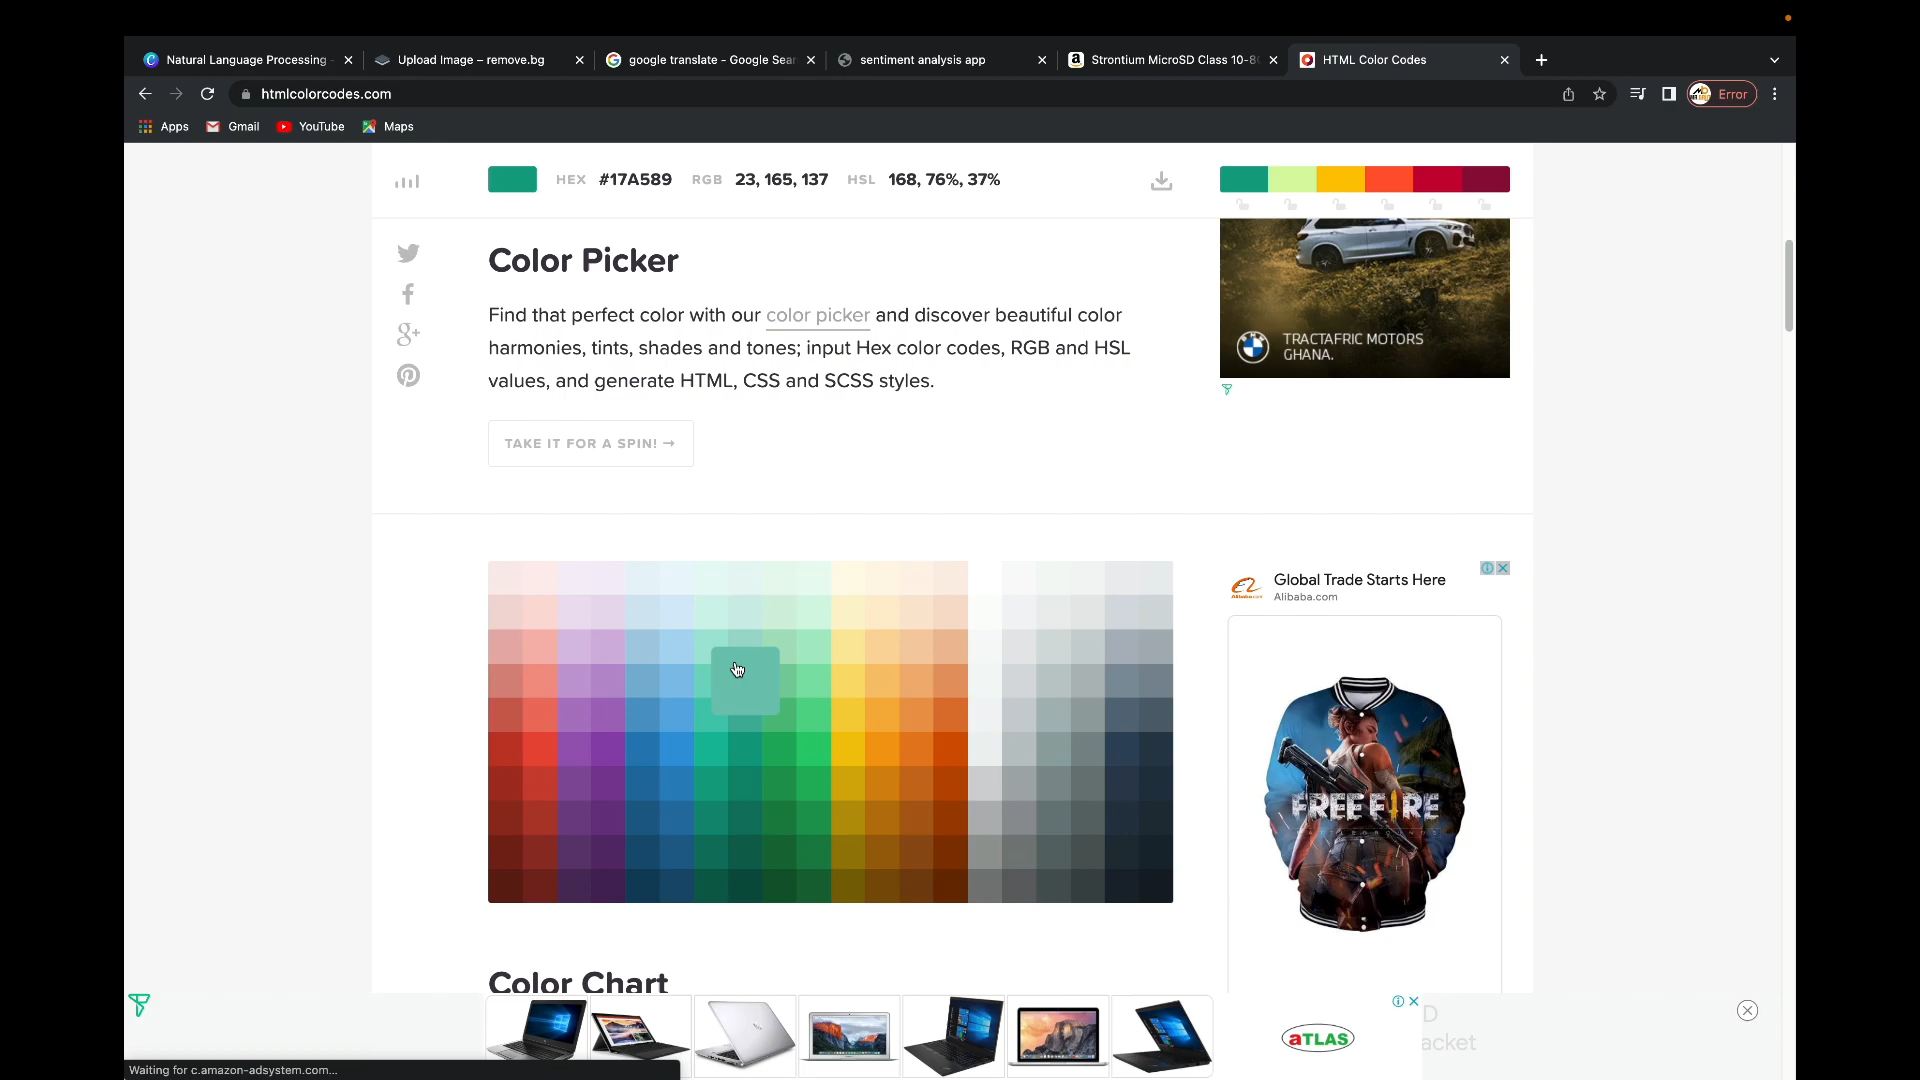 Natural Language Processing -
Upload Image – remove.bg
google translate - Google Sear
sentiment analysis app
Strontium MicroSD Class 10-8
HTML Color Codes
htmlcolorcodes.com
Error
Apps
Gmail
YouTube
Maps
HEX #17A589 RGB 23, 165, 137 HSL 168, 76%, 37%
Color Picker
Find that perfect color with our color picker and discover beautiful color
harmonies, tints, shades and tones; input Hex color codes, RGB and HSL
values, and generate HTML, CSS and SCSS styles.
TAKE IT FOR A SPIN! →
TRACTAFRIC MOTORS
GHANA.
Global Trade Starts Here
Alibaba.com
FREE FIRE
Color Chart
aTLAS
D
acket
Waiting for c.amazon-adsystem.com...